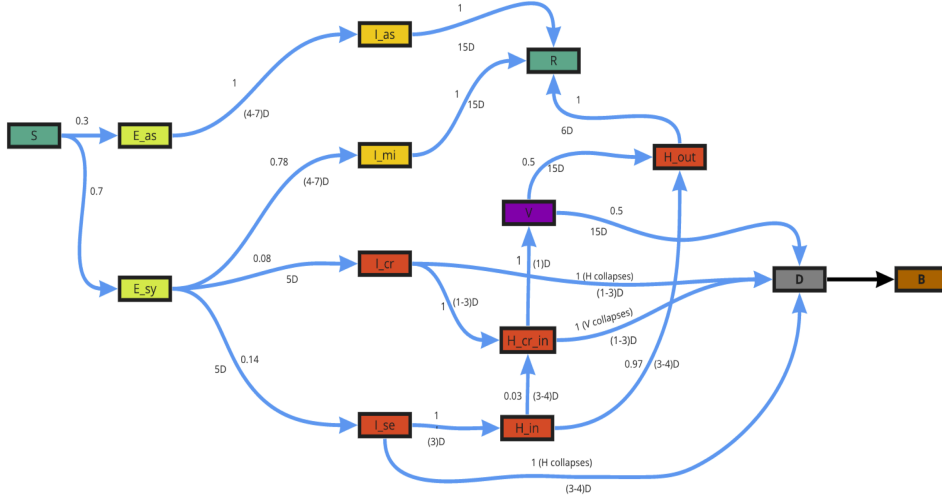 1
I_as
15D
R
1
(4-7)D
0.3
S
E_as
1
15D
1
6D
0.78
I_mi
(4-7)D
0.5
15D
H_out
0.7
V
0.5
15D
0.08
I_cr
5D
1
(1)D
1 (H collapses)
(1-3)D
D
B
E_sy
(1-3)D
1
1 (V collapses)
(1-3)D
H_cr_in
0.14
5D
0.97
(3-4)D
0.03
(3-4)D
I_se
1
(3)D
H_in
1 (H collapses)
(3-4)D